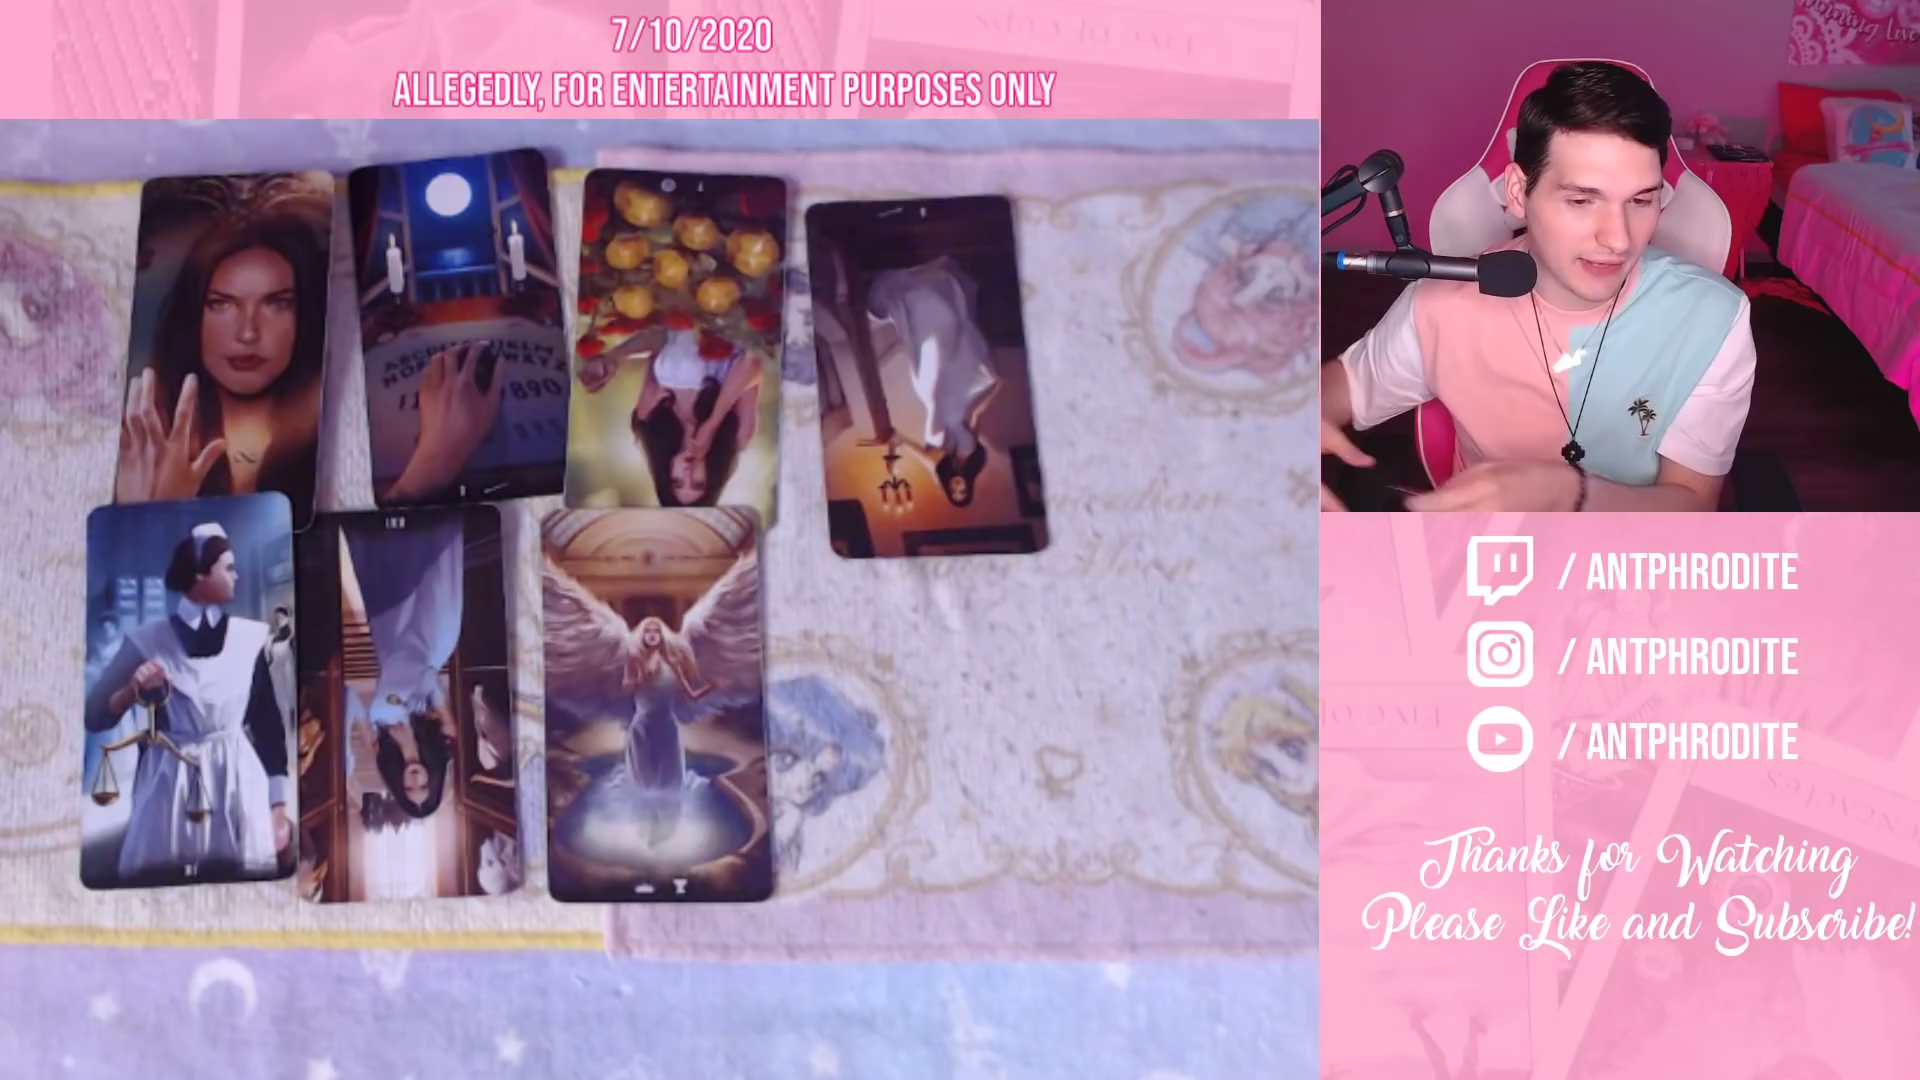 7/10/2020
ALLEGEDLY, FOR ENTERTAINMENT PURPOSES ONLY
/ ANTPHRODITE
/ ANTPHRODITE
/ ANTPHRODITE
Thanks for Watching
Please Like and Subscribe!